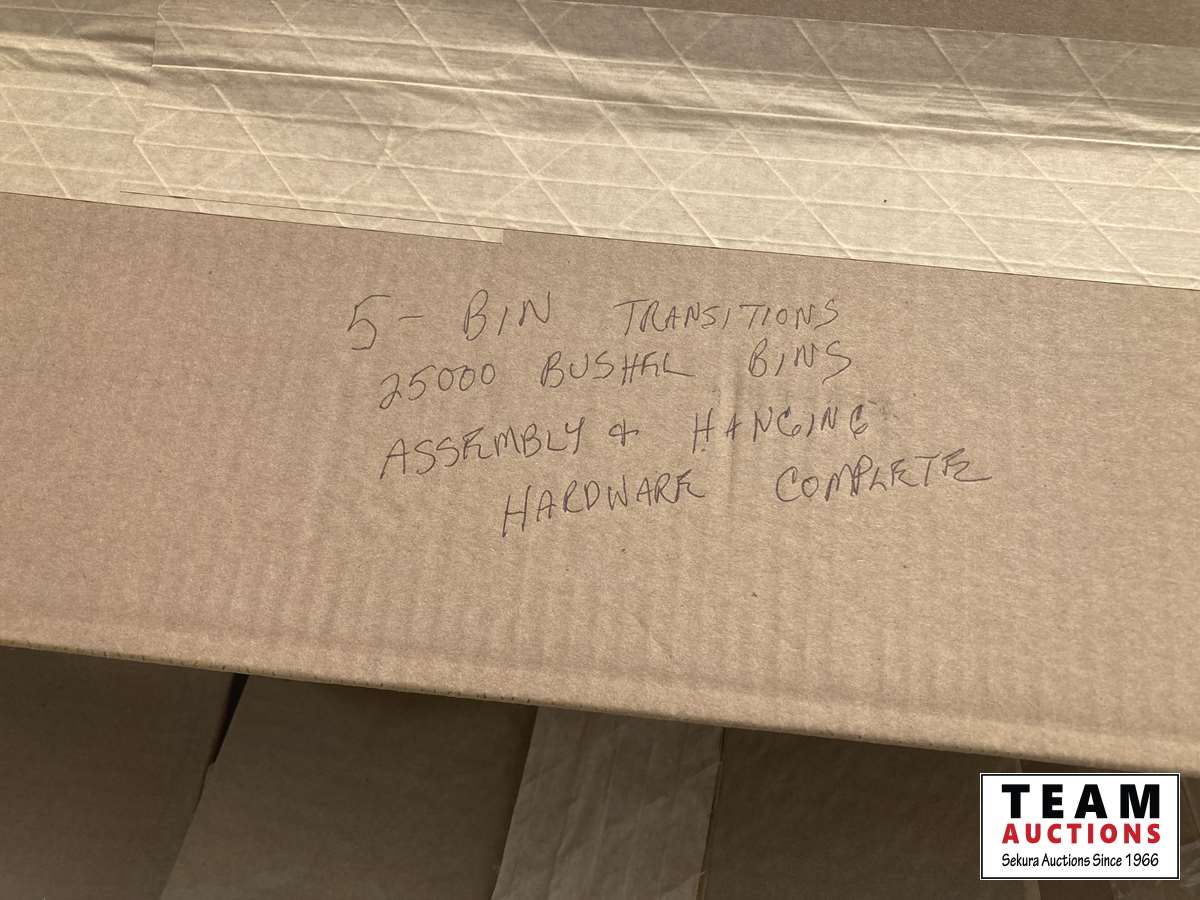 5 - BIN TRANSITIONS
25000 BUSHEL BINS
ASSEMBLY & HANGING
HARDWARE COMPLETE
TEAM
AUCTIONS
Sekura Auctions Since 1966